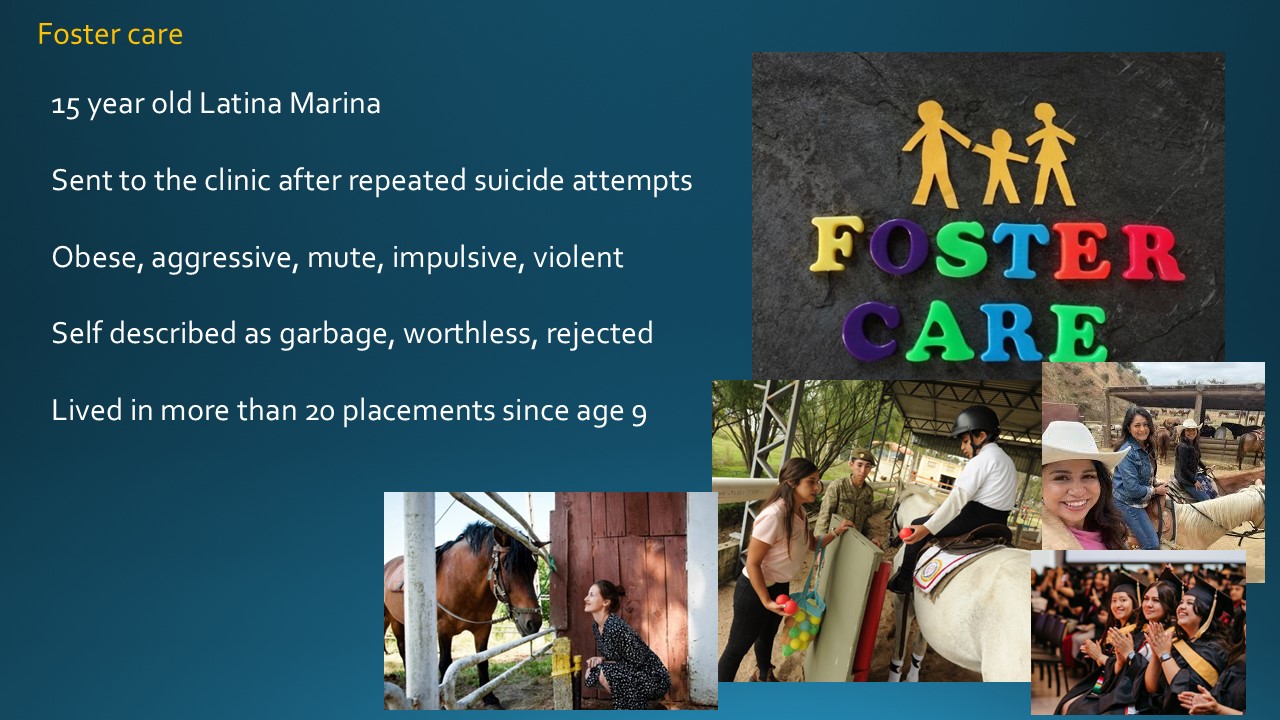 Foster care
15 year old Latina Marina
Sent to the clinic after repeated suicide attempts
Obese, aggressive, mute, impulsive, violent
Self described as garbage, worthless, rejected
Lived in more than 20 placements since age 9
FOSTER
CARE